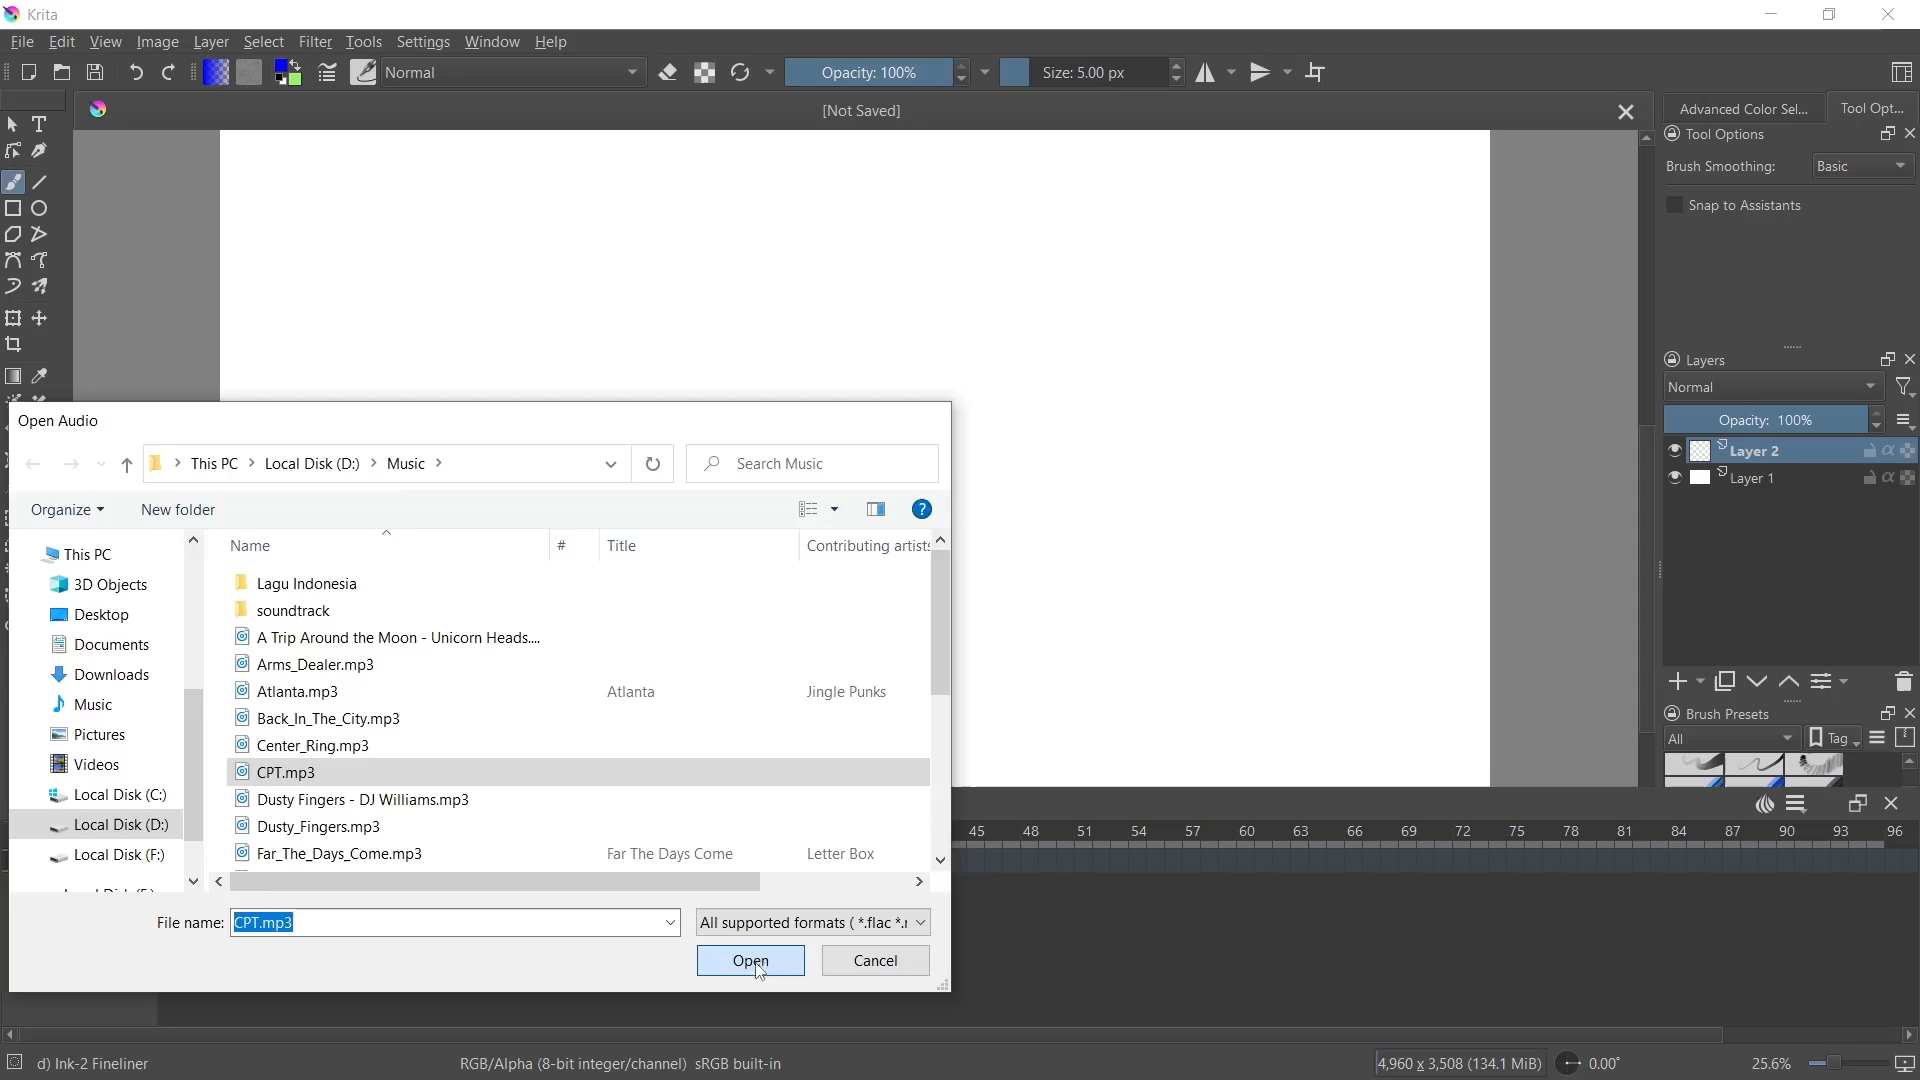 Krita
File Edit View Image Layer Select Filter Tools Settings Window Help
Normal Opacity: 100% Size: 5.00 px
[Not Saved]
Advanced Color Sel... Tool Opt...
Tool Options
Brush Smoothing: Basic
Snap to Assistants
Layers
Normal
Opacity: 100%
Layer 2
Layer 1
Brush Presets
All Tag
Open Audio
This PC Local Disk (D:) Music Search Music
Organize New folder
This PC
3D Objects
Desktop
Documents
Downloads
Music
Pictures
Videos
Local Disk (C:)
Local Disk (D:)
Local Disk (F:)
Name # Title Contributing artists
Lagu Indonesia
soundtrack
A Trip Around the Moon - Unicorn Heads....
Arms_Dealer.mp3
Atlanta.mp3 Atlanta Jingle Punks
Back_In_The_City.mp3
Center_Ring.mp3
CPT.mp3
Dusty Fingers - DJ Williams.mp3
Dusty_Fingers.mp3
Far_The_Days_Come.mp3 Far The Days Come Letter Box
File name: CPT.mp3 All supported formats ( *.flac
Open Cancel
45 48 51 54 57 60 63 66 69 72 75 78 81 84 87 90 93 96
d) Ink-2 Fineliner RGB/Alpha (8-bit integer/channel) sRGB built-in 4,960 x 3,508 (134.1 MiB) 0.00° 25.6%